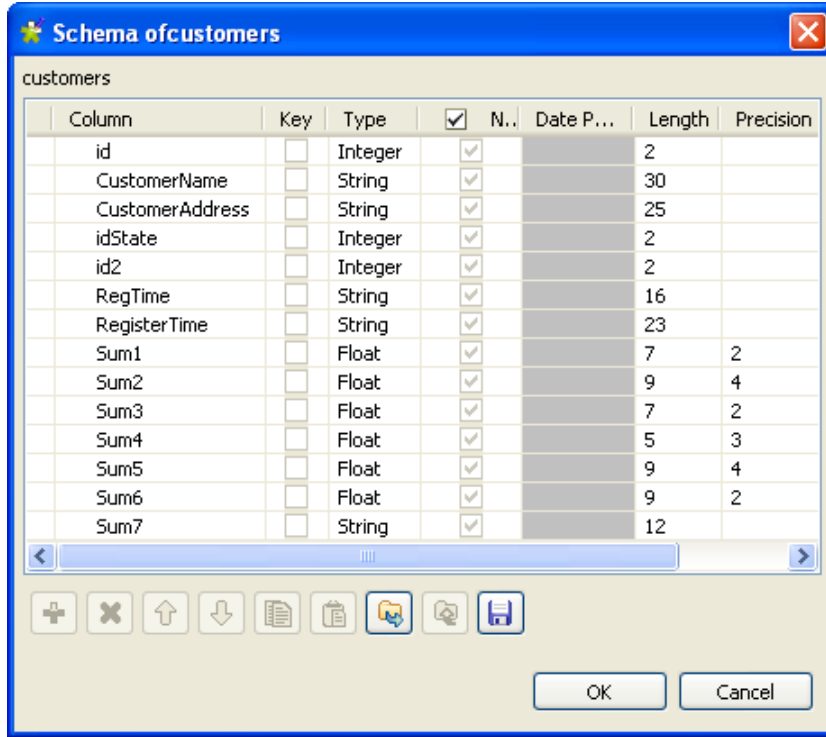 Schema ofcustomers
customers
Column Key Type N.. Date P... Length Precision
id Integer 2
CustomerName String 30
CustomerAddress String 25
idState Integer 2
id2 Integer 2
RegTime String 16
RegisterTime String 23
Sum1 Float 7 2
Sum2 Float 9 4
Sum3 Float 7 2
Sum4 Float 5 3
Sum5 Float 9 4
Sum6 Float 9 2
Sum7 String 12
OK Cancel